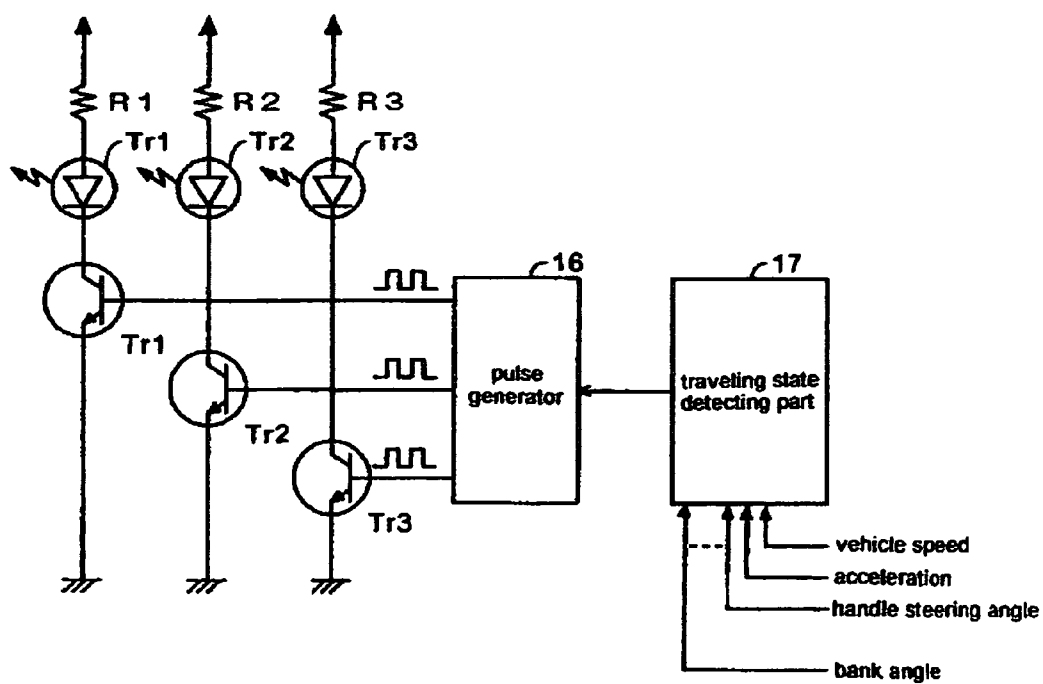 R1
R2
R3
Tr1
Tr2
Tr3
16
17
Tr1
pulse
generator
traveling state
detecting part
Tr2
Tr3
vehicle speed
acceleration
handle steering angle
bank angle